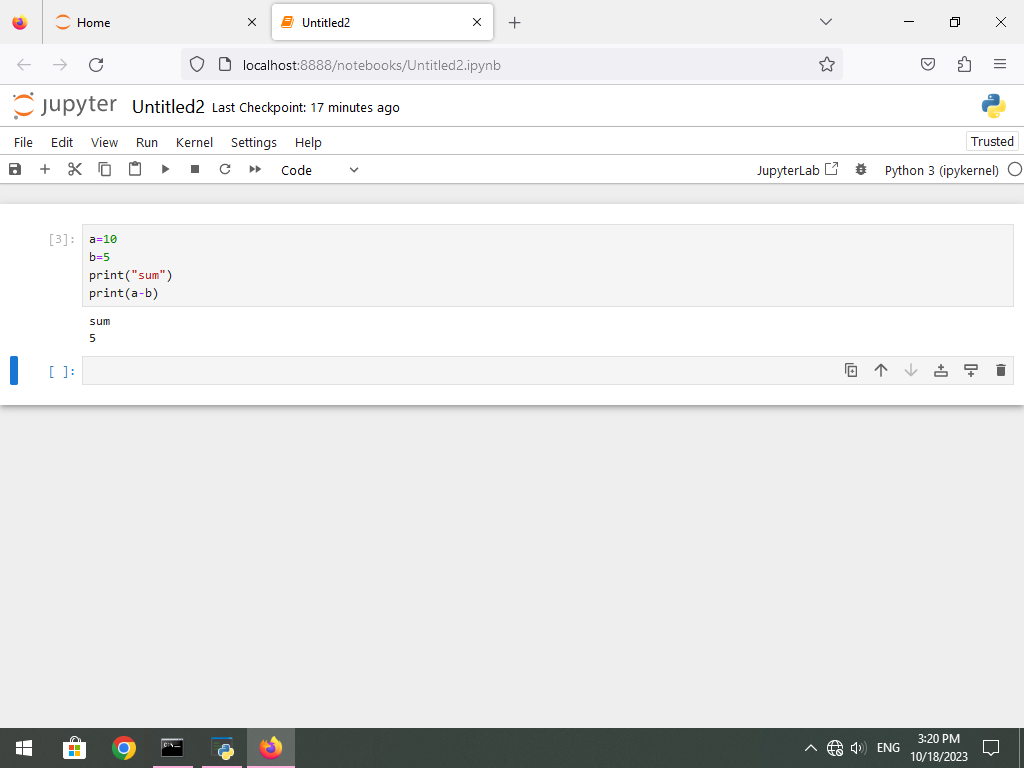 Home
Untitled2
localhost:8888/notebooks/Untitled2.ipynb
jupyter Untitled2 Last Checkpoint: 17 minutes ago
File Edit View Run Kernel Settings Help Trusted
Code JupyterLab Python 3 (ipykernel)
[3]: a=10
b=5
print("sum")
print(a-b)
sum
5
[ ]:
ENG
3:20 PM
10/18/2023